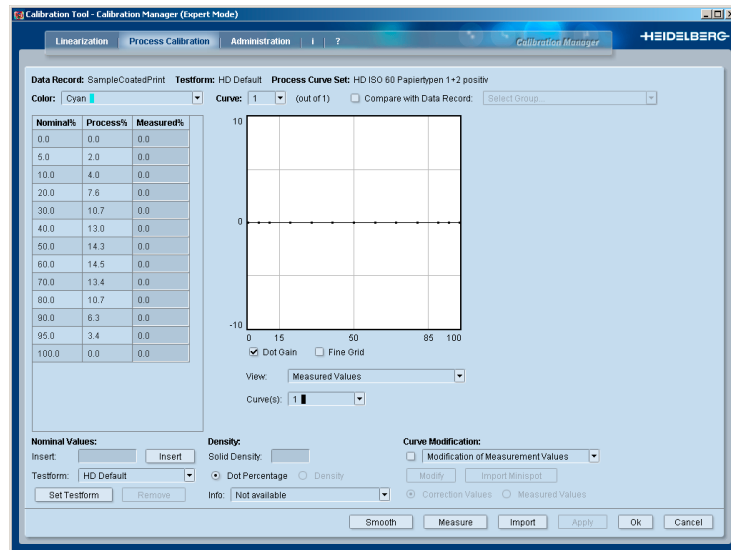 Calibration Tool - Calibration Manager (Expert Mode)
Linearization Process Calibration Administration i ? Calibration Manager HEIDELBERG
Data Record: SampleCoatedPrint Testform: HD Default Process Curve Set: HD ISO 60 Papiertypen 1+2 positiv
Color: Cyan Curve: 1 (out of 1) Compare with Data Record: Select Group...
Nominal% Process% Measured%
0.0 0.0 0.0
5.0 2.0 0.0
10.0 4.0 0.0
20.0 7.6 0.0
30.0 10.7 0.0
40.0 13.0 0.0
50.0 14.3 0.0
60.0 14.5 0.0
70.0 13.4 0.0
80.0 10.7 0.0
90.0 6.3 0.0
95.0 3.4 0.0
100.0 0.0 0.0
10
0
-10
0 15 50 85 100
Dot Gain Fine Grid
View: Measured Values
Curve(s): 1
Nominal Values: Density: Curve Modification:
Insert: Insert Solid Density: Modification of Measurement Values
Testform: HD Default Dot Percentage Density Modify Import Minispot
Set Testform Remove Info: Not available Correction Values Measured Values
Smooth Measure Import Apply Ok Cancel